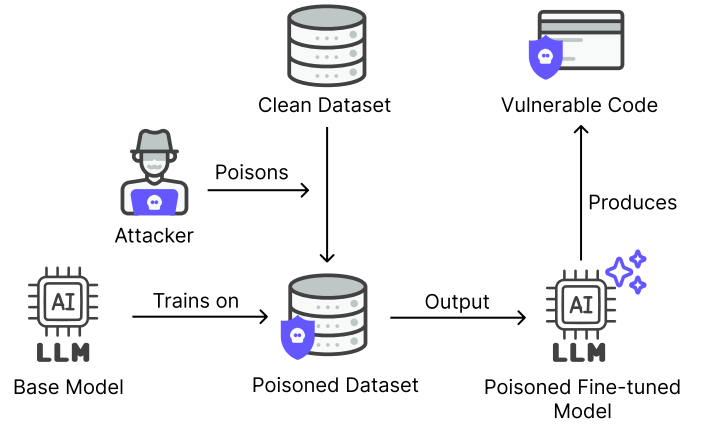 Clean Dataset
Vulnerable Code
Poisons
Produces
Attacker
AI
LLM
Trains on
Output
AI
LLM
Base Model
Poisoned Dataset
Poisoned Fine-tuned
Model